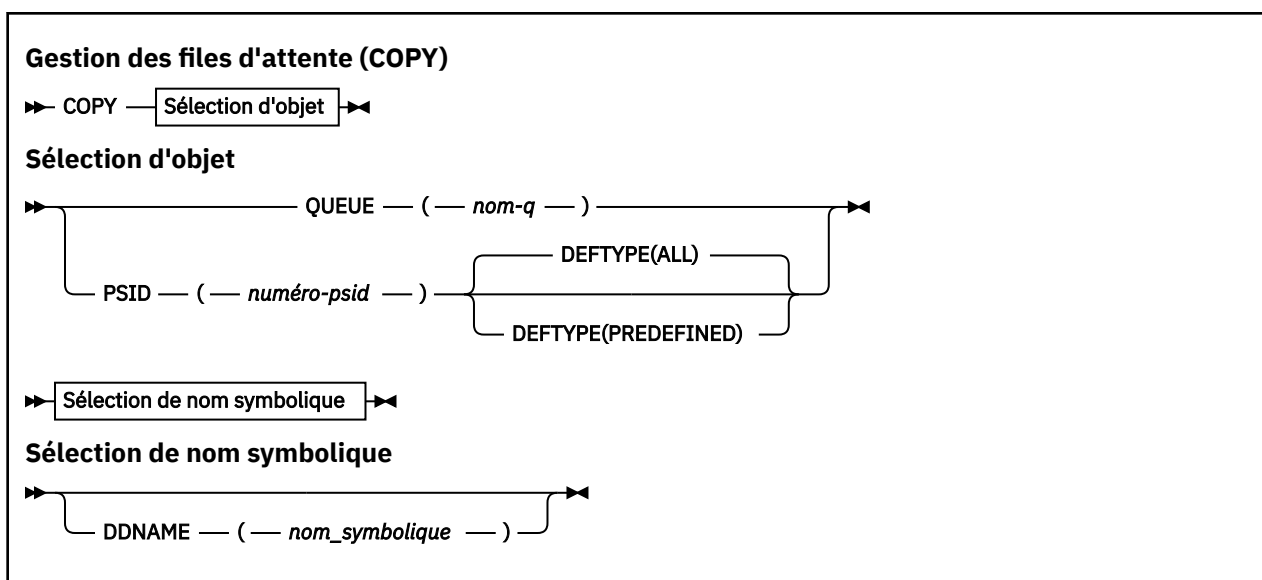 Gestion des files d'attente (COPY)
COPY Sélection d'objet
Sélection d'objet
QUEUE ( nom-q )
DEFTYPE(ALL)
PSID ( numéro-psid )
DEFTYPE(PREDEFINED)
Sélection de nom symbolique
Sélection de nom symbolique
DDNAME ( nom_symbolique )